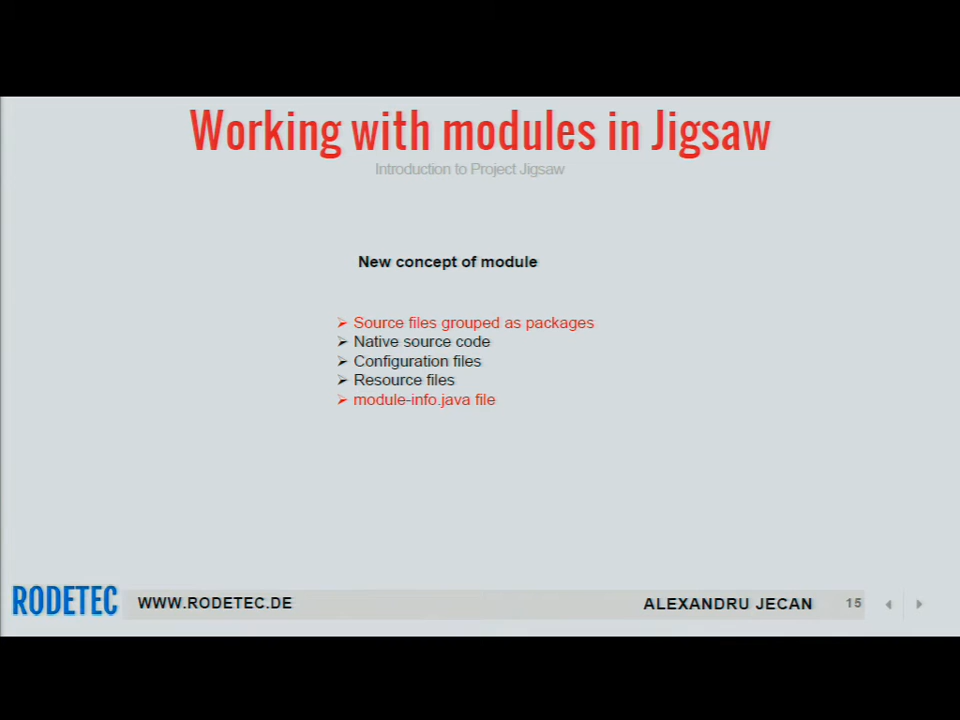 Working with modules in Jigsaw
Introduction to Project Jigsaw
New concept of module
➢ Source files grouped as packages
➢ Native source code
➢ Configuration files
➢ Resource files
➢ module-info.java file
RODETEC WWW.RODETEC.DE ALEXANDRU JECAN 15